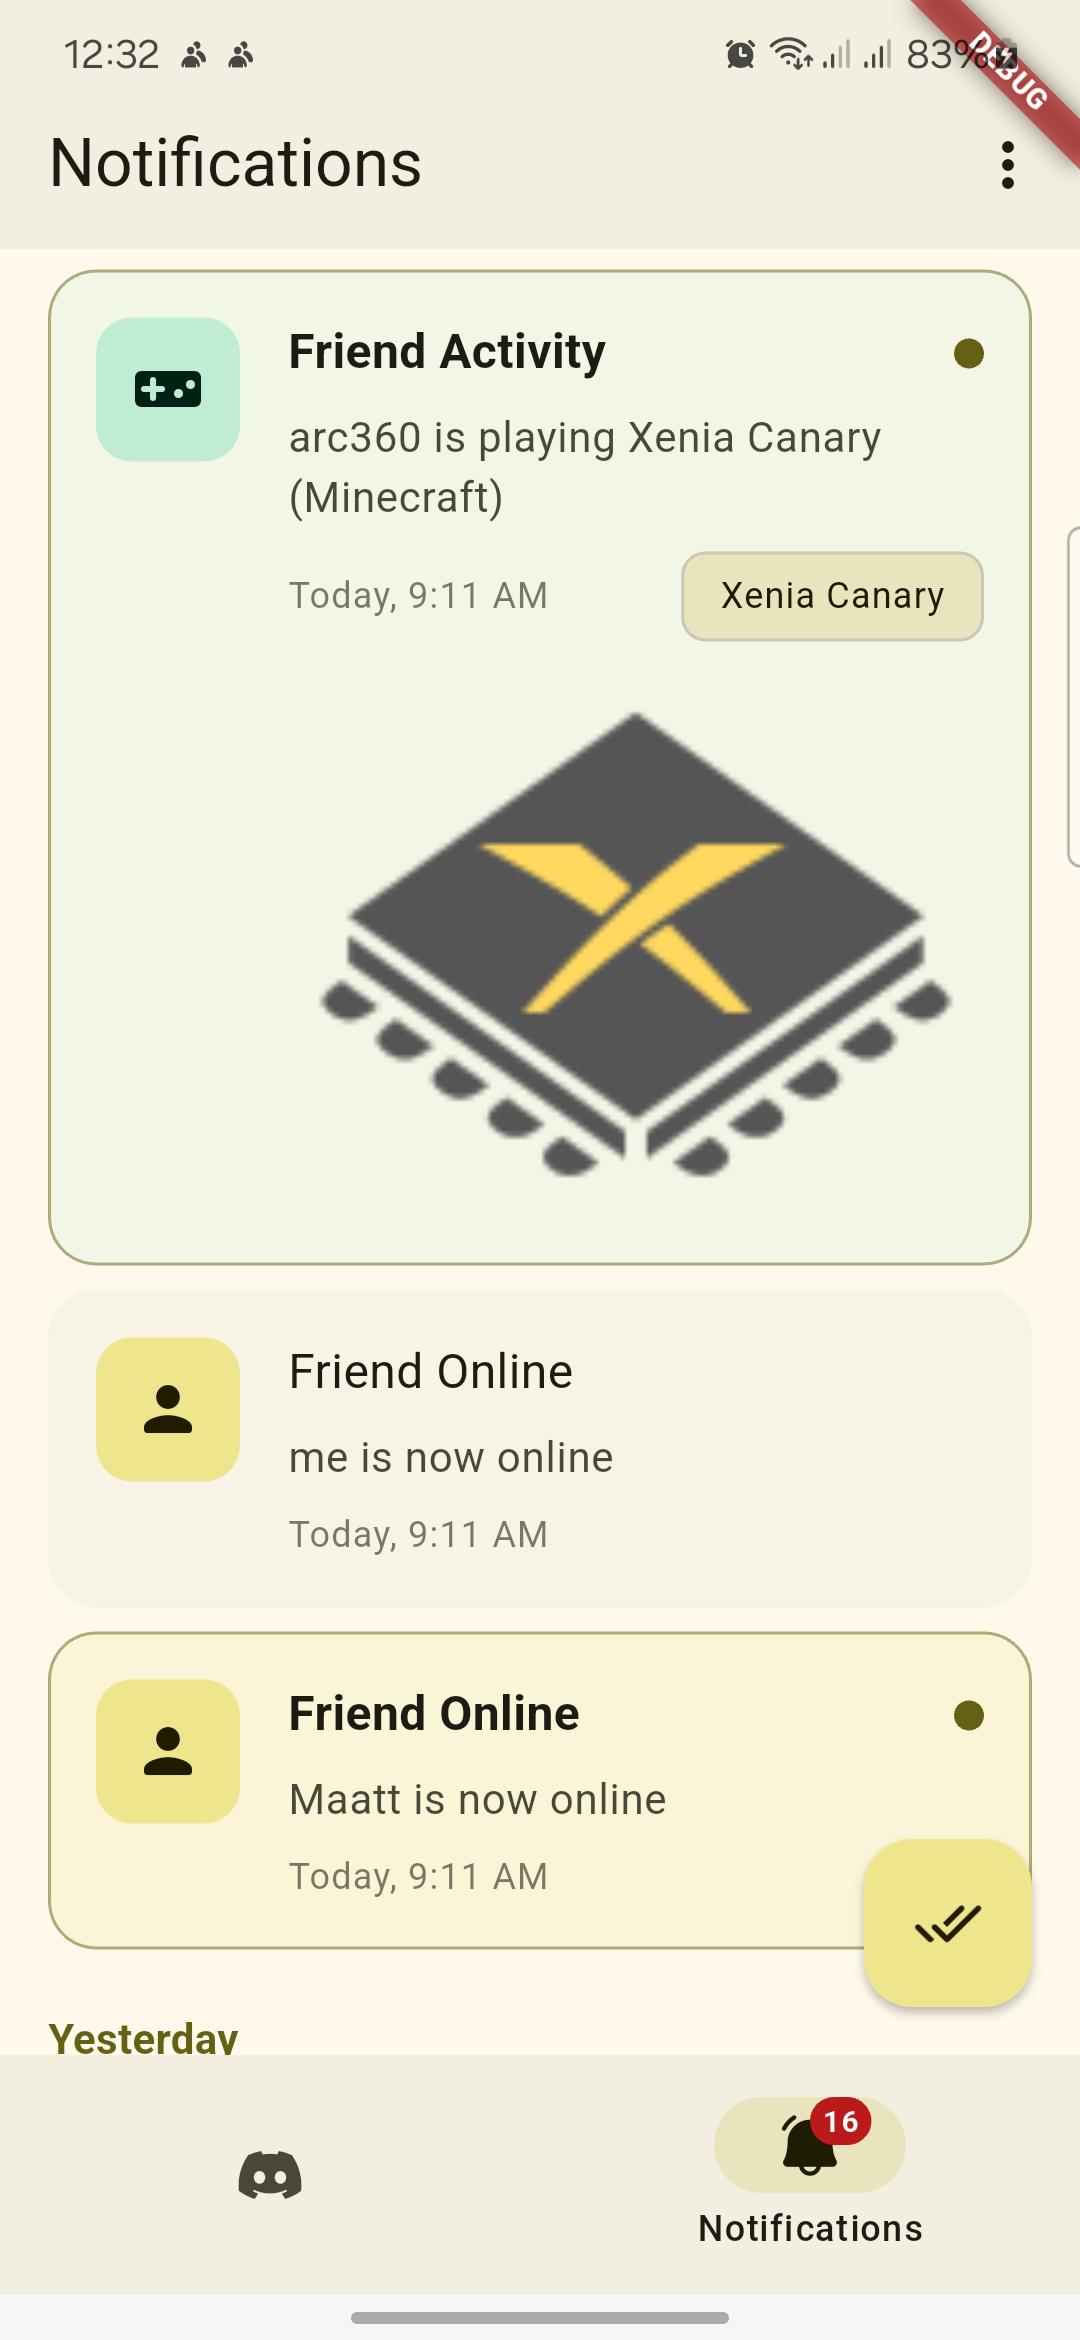 12:32
83%
DEBUG
Notifications
Friend Activity
arc360 is playing Xenia Canary
(Minecraft)
Today, 9:11 AM
Xenia Canary
Friend Online
me is now online
Today, 9:11 AM
Friend Online
Maatt is now online
Today, 9:11 AM
Yesterday
16
Notifications